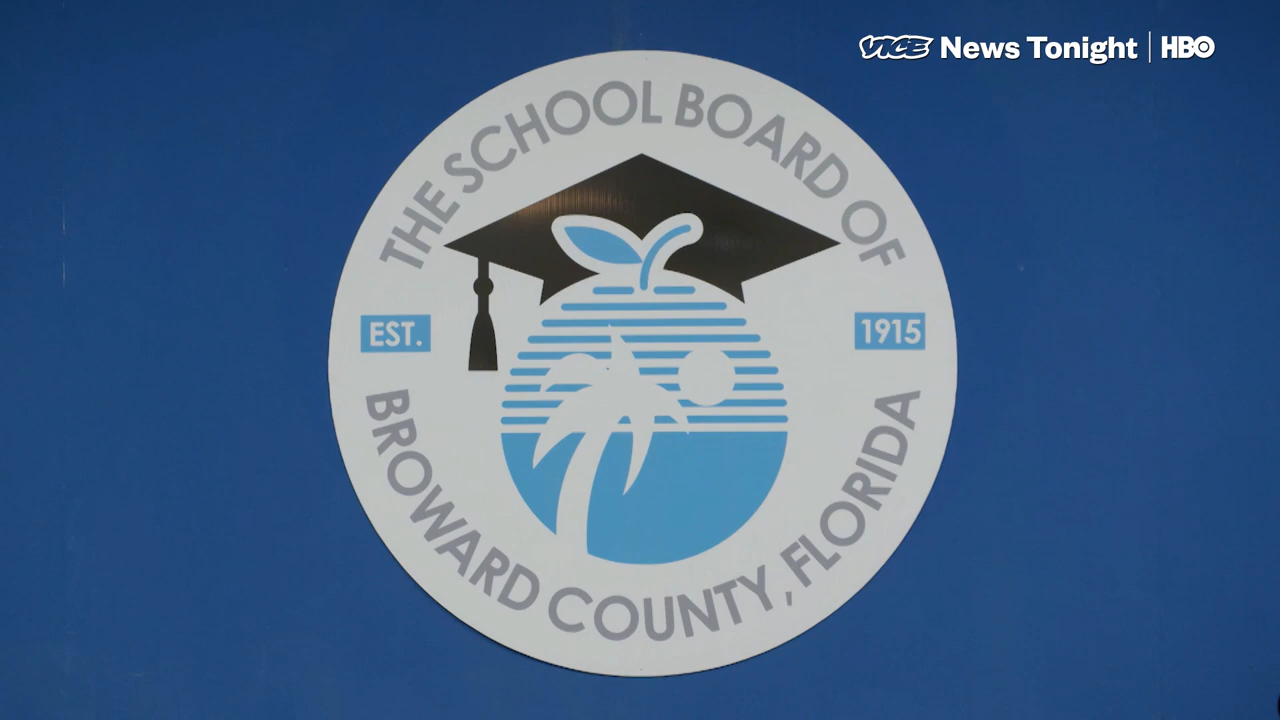 VICE News Tonight | HBO
THE SCHOOL BOARD OF
EST.
1915
BROWARD COUNTY, FLORIDA